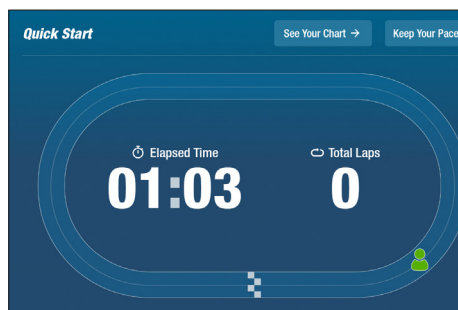 Quick Start
See Your Chart →
Keep Your Pace
Elapsed Time
Total Laps
01:03
0